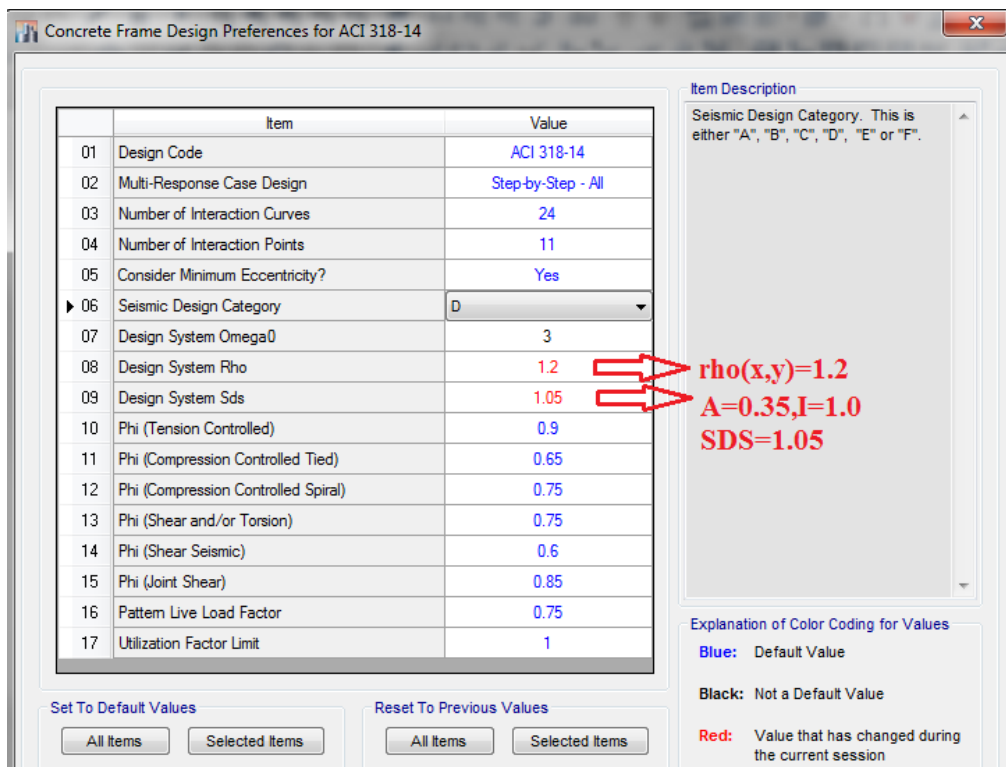 Concrete Frame Design Preferences for ACI 318-14
Item Value
01 Design Code ACI 318-14
02 Multi-Response Case Design Step-by-Step - All
03 Number of Interaction Curves 24
04 Number of Interaction Points 11
05 Consider Minimum Eccentricity? Yes
06 Seismic Design Category D
07 Design System Omega0 3
08 Design System Rho 1.2
09 Design System Sds 1.05
10 Phi (Tension Controlled) 0.9
11 Phi (Compression Controlled Tied) 0.65
12 Phi (Compression Controlled Spiral) 0.75
13 Phi (Shear and/or Torsion) 0.75
14 Phi (Shear Seismic) 0.6
15 Phi (Joint Shear) 0.85
16 Pattern Live Load Factor 0.75
17 Utilization Factor Limit 1
Item Description
Seismic Design Category. This is
either "A", "B", "C", "D", "E" or "F".
rho(x,y)=1.2
A=0.35,I=1.0
SDS=1.05
Set To Default Values
All Items Selected Items
Reset To Previous Values
All Items Selected Items
Explanation of Color Coding for Values
Blue: Default Value
Black: Not a Default Value
Red: Value that has changed during
the current session